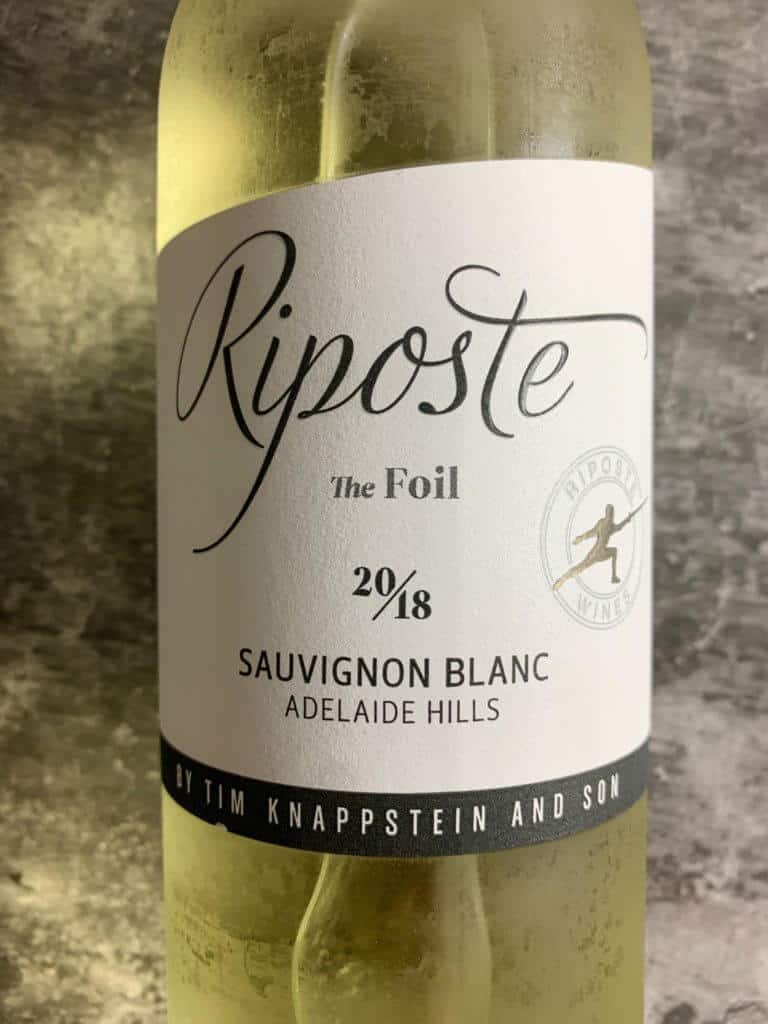 Riposte
The Foil
RIPOSTE
WINES
20/18
SAUVIGNON BLANC
ADELAIDE HILLS
BY TIM KNAPPSTEIN AND SON